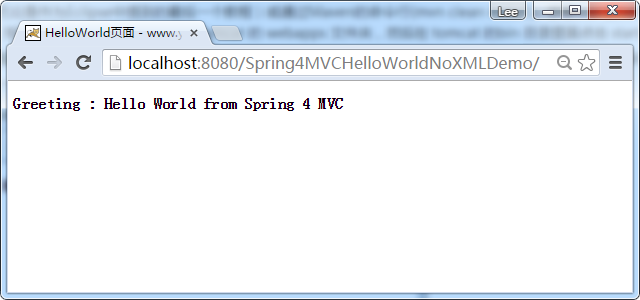 Lee
HelloWorld页面 - www.y
localhost:8080/Spring4MVCHelloWorldNoXMLDemo/
Greeting : Hello World from Spring 4 MVC